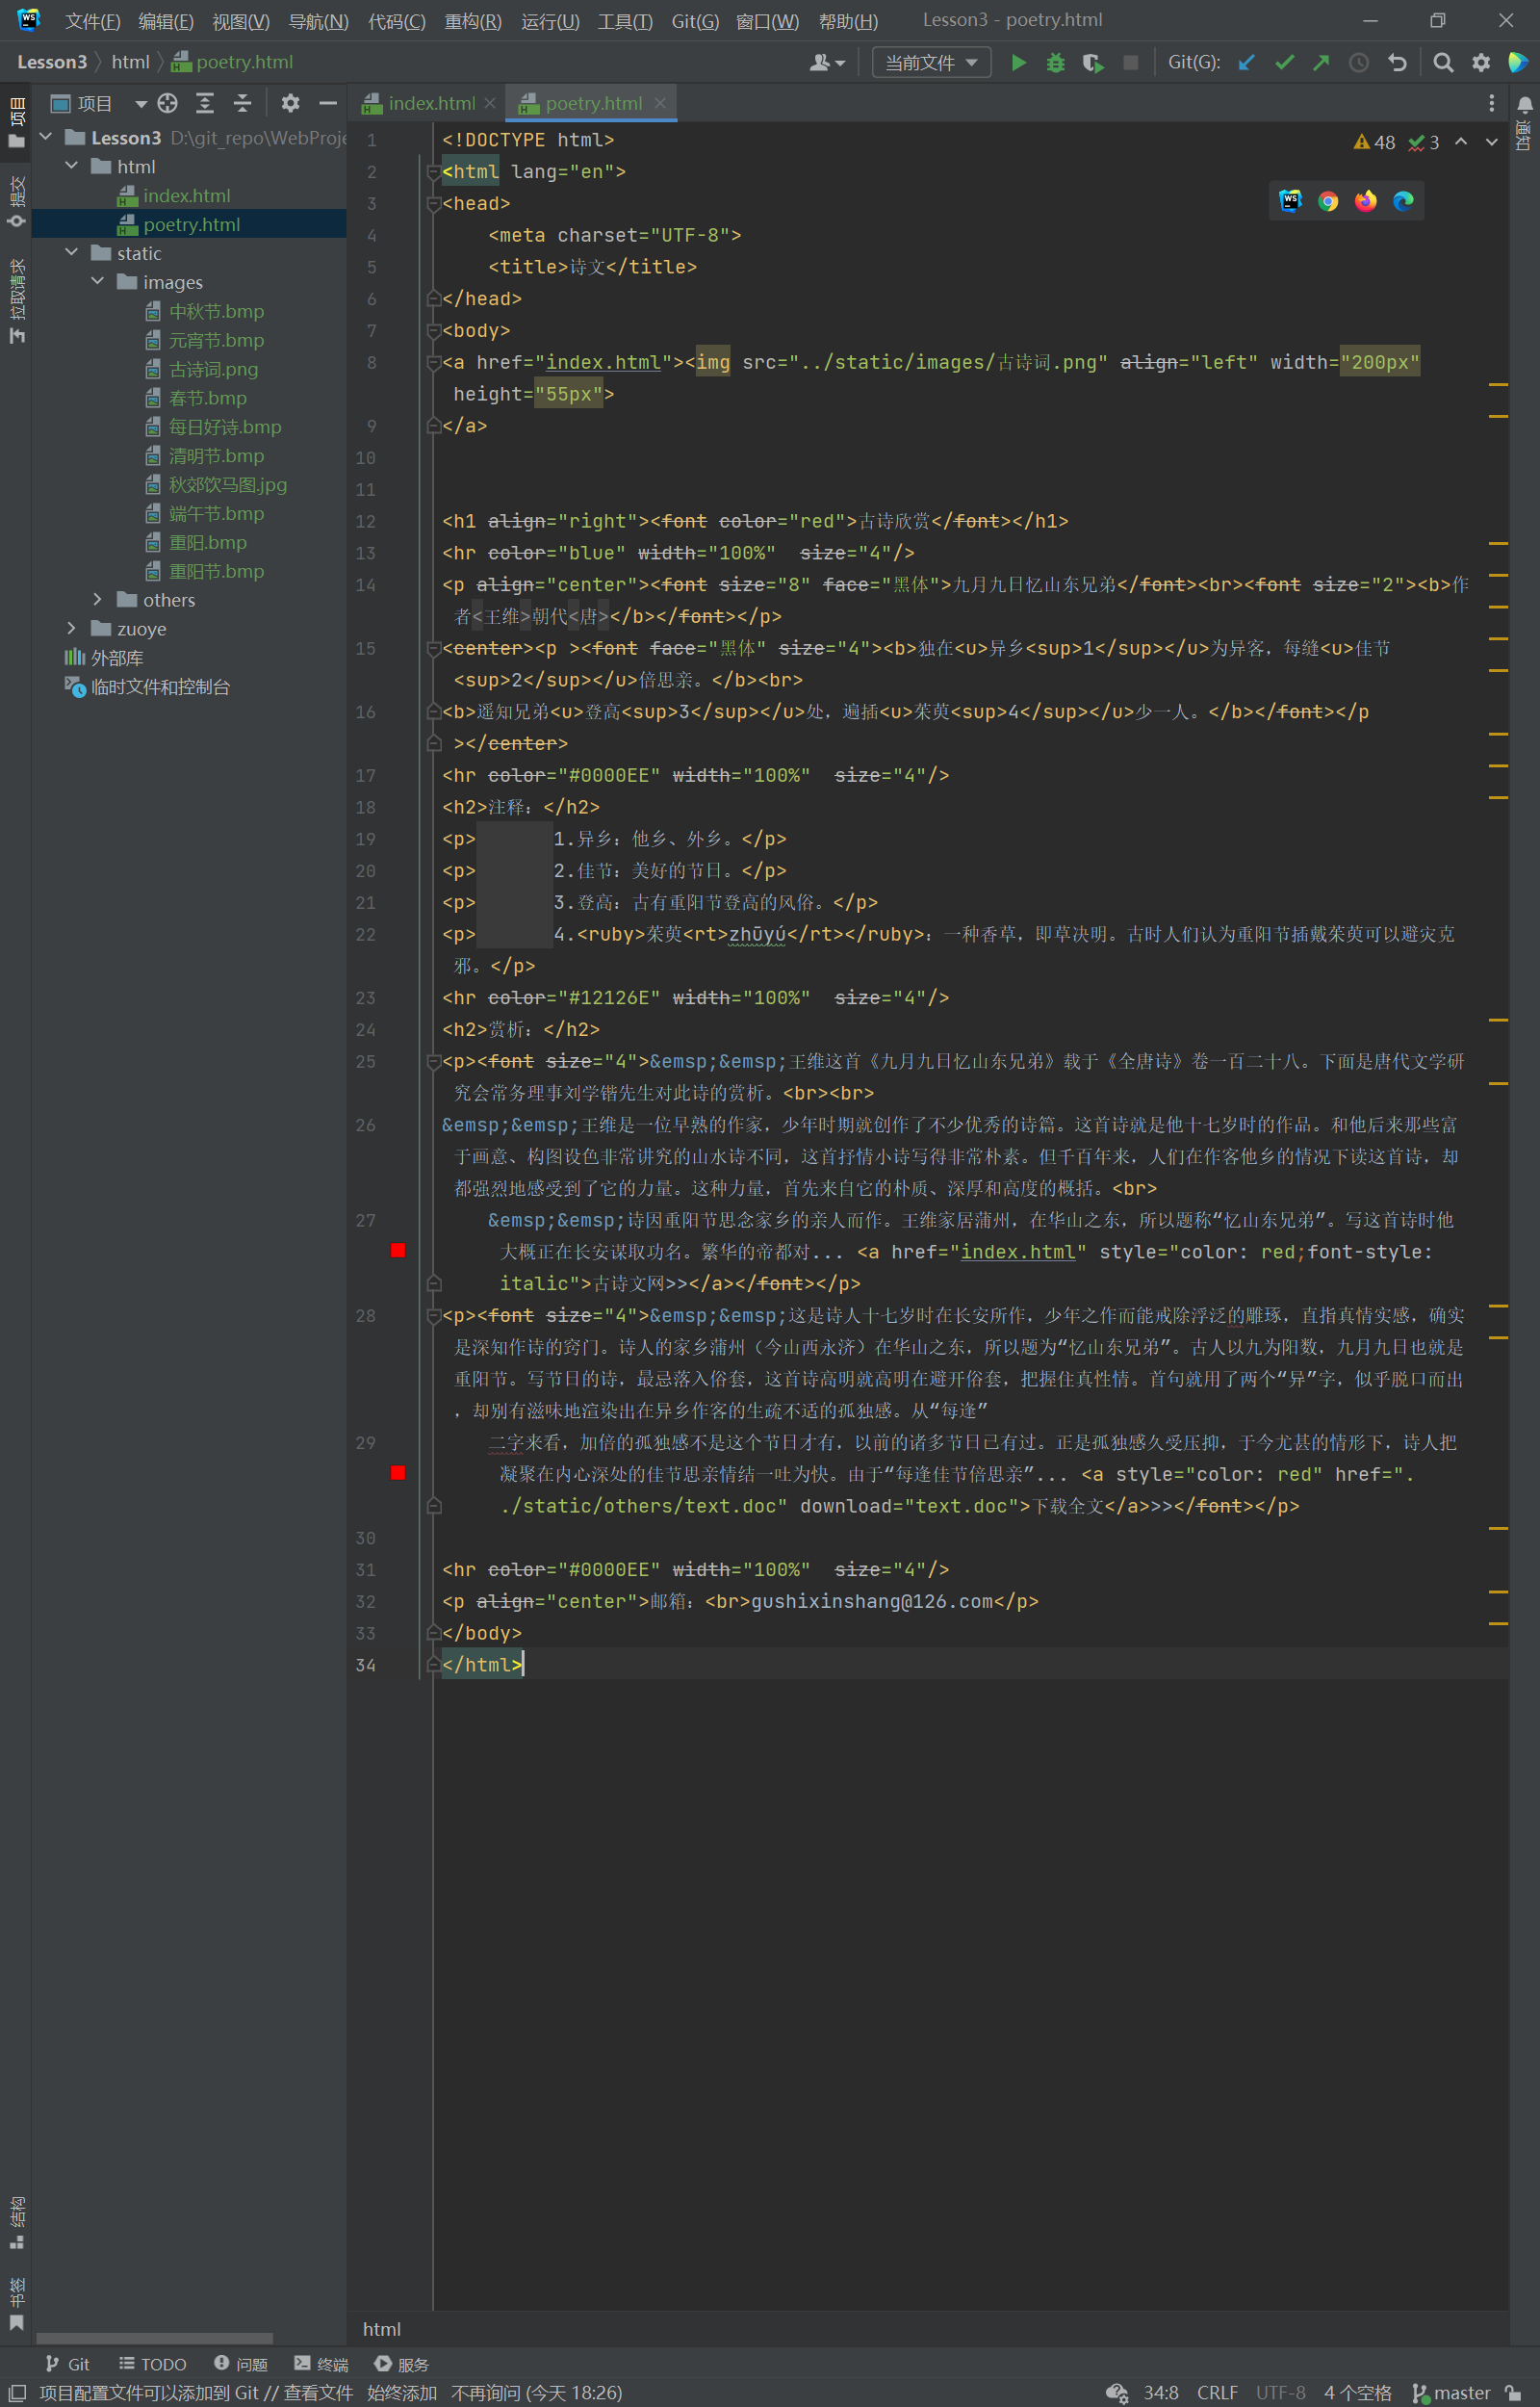 文件(F) 编辑(E) 视图(V) 导航(N) 代码(C) 重构(R) 运行(U) 工具(T) Git(G) 窗口(W) 帮助(H) Lesson3 - poetry.html
Lesson3 html poetry.html 当前文件 Git(G):
项目
提交
拉取请求
结构
书签
通知
项目
Lesson3 D:\git_repo\WebProje
html
index.html
poetry.html
static
images
中秋节.bmp
元宵节.bmp
古诗词.png
春节.bmp
每日好诗.bmp
清明节.bmp
秋郊饮马图.jpg
端午节.bmp
重阳.bmp
重阳节.bmp
others
zuoye
外部库
临时文件和控制台
index.html poetry.html
48 3
1 <!DOCTYPE html>
2 <html lang="en">
3 <head>
4 <meta charset="UTF-8">
5 <title>诗文</title>
6 </head>
7 <body>
8 <a href="index.html"><img src="../static/images/古诗词.png" align="left" width="200px"
height="55px">
9 </a>
10
11
12 <h1 align="right"><font color="red">古诗欣赏</font></h1>
13 <hr color="blue" width="100%"  size="4"/>
14 <p align="center"><font size="8" face="黑体">九月九日忆山东兄弟</font><br><font size="2"><b>作
者<王维>朝代<唐></b></font></p>
15 <center><p ><font face="黑体" size="4"><b>独在<u>异乡<sup>1</sup></u>为异客，每缝<u>佳节
<sup>2</sup></u>倍思亲。</b><br>
16 <b>遥知兄弟<u>登高<sup>3</sup></u>处，遍插<u>茱萸<sup>4</sup></u>少一人。</b></font></p
></center>
17 <hr color="#0000EE" width="100%"  size="4"/>
18 <h2>注释：</h2>
19 <p> 1.异乡：他乡、外乡。</p>
20 <p> 2.佳节：美好的节日。</p>
21 <p> 3.登高：古有重阳节登高的风俗。</p>
22 <p> 4.<ruby>茱萸<rt>zhūyú</rt></ruby>：一种香草，即草决明。古时人们认为重阳节插戴茱萸可以避灾克
邪。</p>
23 <hr color="#12126E" width="100%"  size="4"/>
24 <h2>赏析：</h2>
25 <p><font size="4">&emsp;&emsp;王维这首《九月九日忆山东兄弟》载于《全唐诗》卷一百二十八。下面是唐代文学研
究会常务理事刘学锴先生对此诗的赏析。<br><br>
26 &emsp;&emsp;王维是一位早熟的作家，少年时期就创作了不少优秀的诗篇。这首诗就是他十七岁时的作品。和他后来那些富
于画意、构图设色非常讲究的山水诗不同，这首抒情小诗写得非常朴素。但千百年来，人们在作客他乡的情况下读这首诗，却
都强烈地感受到了它的力量。这种力量，首先来自它的朴质、深厚和高度的概括。<br>
27 &emsp;&emsp;诗因重阳节思念家乡的亲人而作。王维家居蒲州，在华山之东，所以题称“忆山东兄弟”。写这首诗时他
大概正在长安谋取功名。繁华的帝都对... <a href="index.html" style="color: red;font-style:
italic">古诗文网>></a></font></p>
28 <p><font size="4">&emsp;&emsp;这是诗人十七岁时在长安所作，少年之作而能戒除浮泛的雕琢，直指真情实感，确实
是深知作诗的窍门。诗人的家乡蒲州（今山西永济）在华山之东，所以题为“忆山东兄弟”。古人以九为阳数，九月九日也就是
重阳节。写节日的诗，最忌落入俗套，这首诗高明就高明在避开俗套，把握住真性情。首句就用了两个“异”字，似乎脱口而出
，却别有滋味地渲染出在异乡作客的生疏不适的孤独感。从“每逢”
29 二字来看，加倍的孤独感不是这个节日才有，以前的诸多节日已有过。正是孤独感久受压抑，于今尤甚的情形下，诗人把
凝聚在内心深处的佳节思亲情结一吐为快。由于“每逢佳节倍思亲”... <a style="color: red" href=".
./static/others/text.doc" download="text.doc">下载全文</a>>></font></p>
30
31 <hr color="#0000EE" width="100%"  size="4"/>
32 <p align="center">邮箱：<br>gushixinshang@126.com</p>
33 </body>
34 </html>
html
Git TODO 问题 终端 服务
项目配置文件可以添加到 Git // 查看文件 始终添加 不再询问 (今天 18:26) 34:8 CRLF UTF-8 4 个空格 master